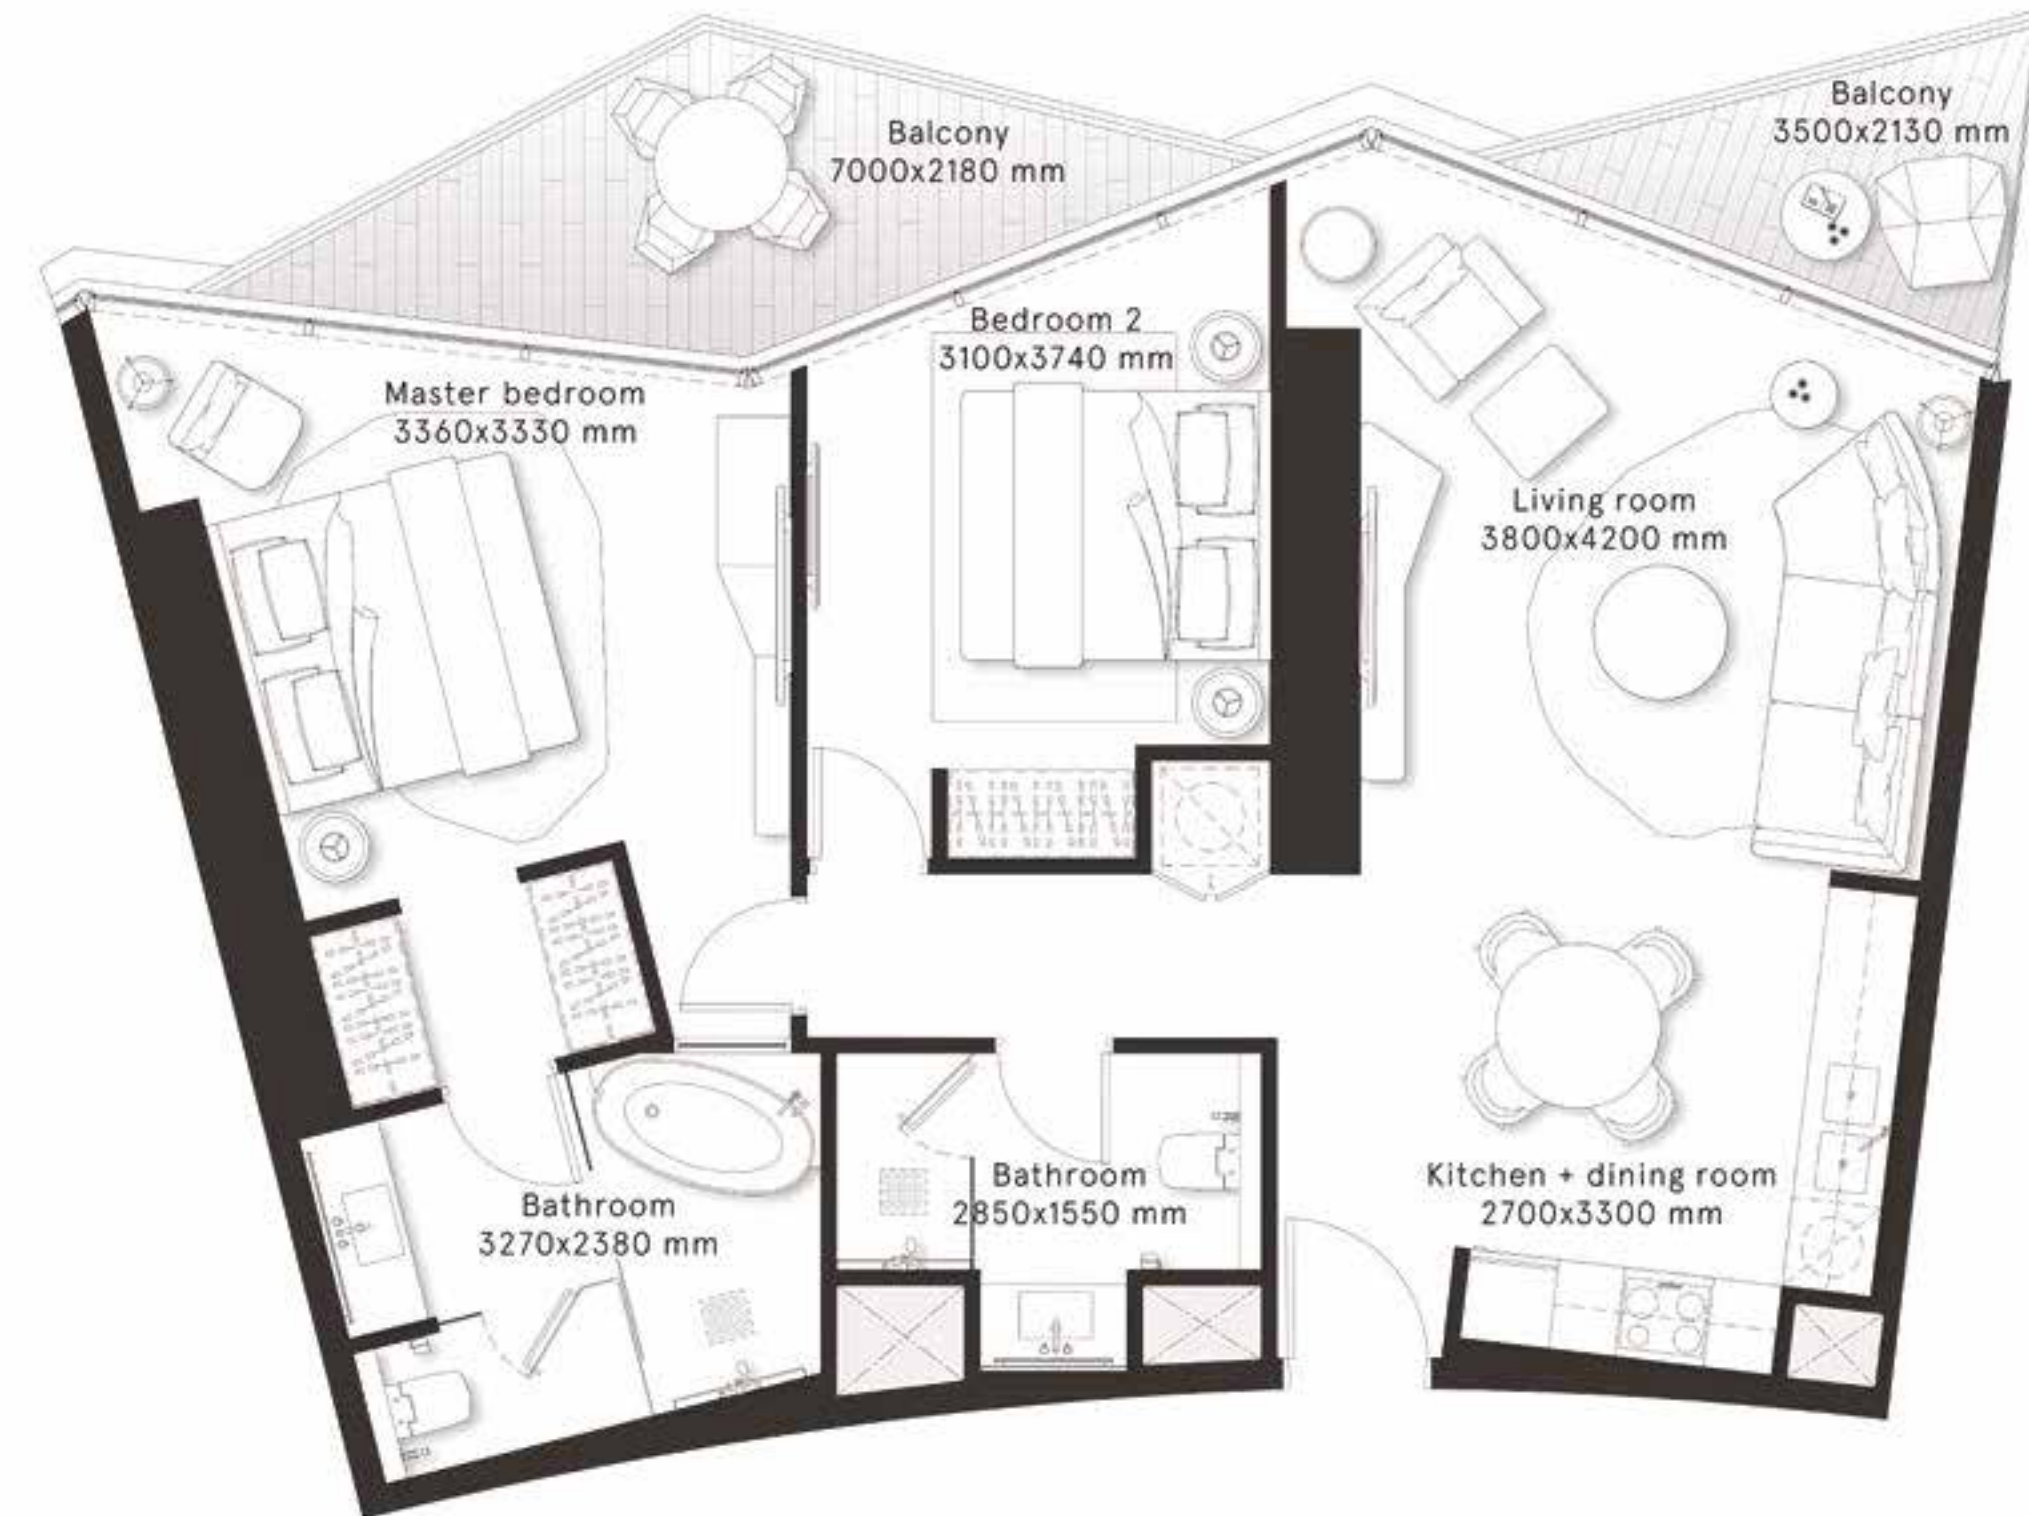 Balcony
7000x2180 mm
Balcony
3500x2130 mm
Master bedroom
3360x3330 mm
Bedroom 2
3100x3740 mm
Living room
3800x4200 mm
Bathroom
3270x2380 mm
Bathroom
2850x1550 mm
Kitchen + dining room
2700x3300 mm